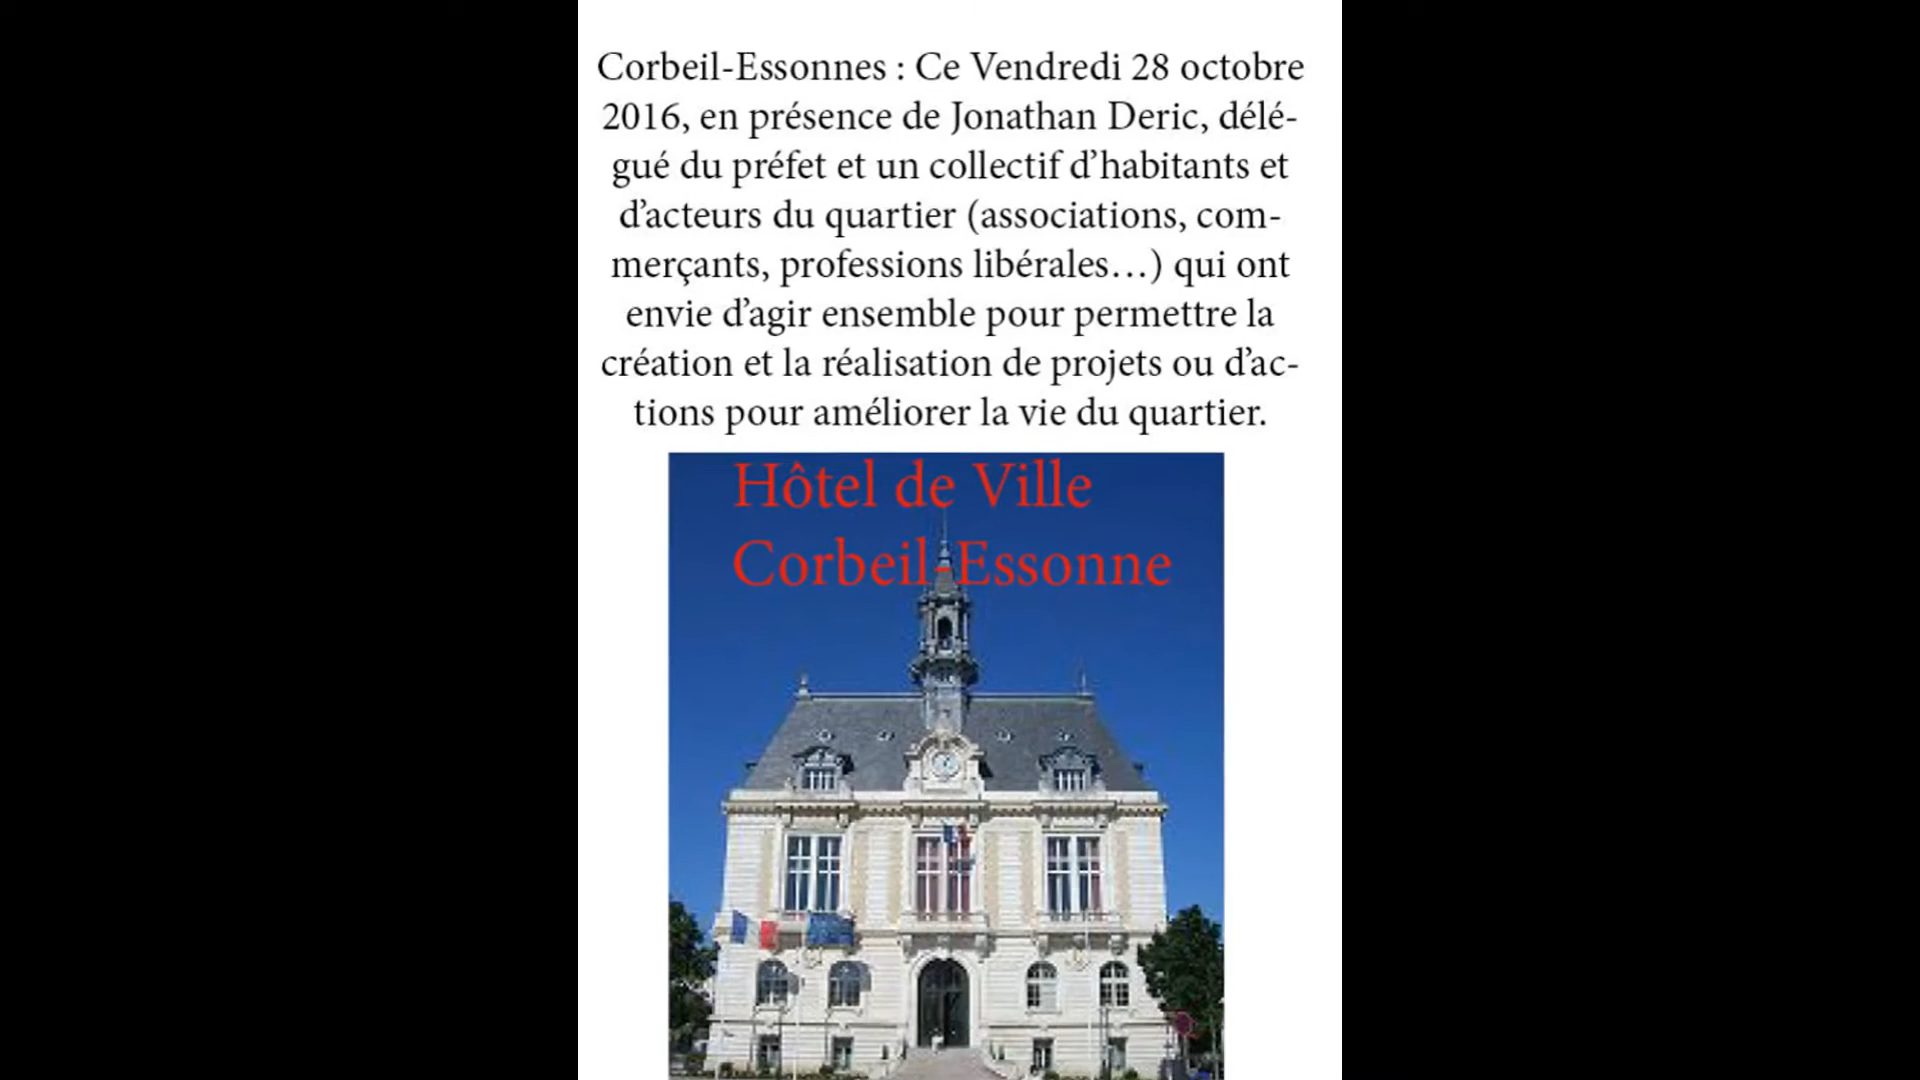 Corbeil-Essonnes : Ce Vendredi 28 octobre
2016, en présence de Jonathan Deric, délé-
gué du préfet et un collectif d’habitants et
d’acteurs du quartier (associations, com-
merçants, professions libérales…) qui ont
envie d’agir ensemble pour permettre la
création et la réalisation de projets ou d’ac-
tions pour améliorer la vie du quartier.
Hôtel de Ville
Corbeil-Essonne